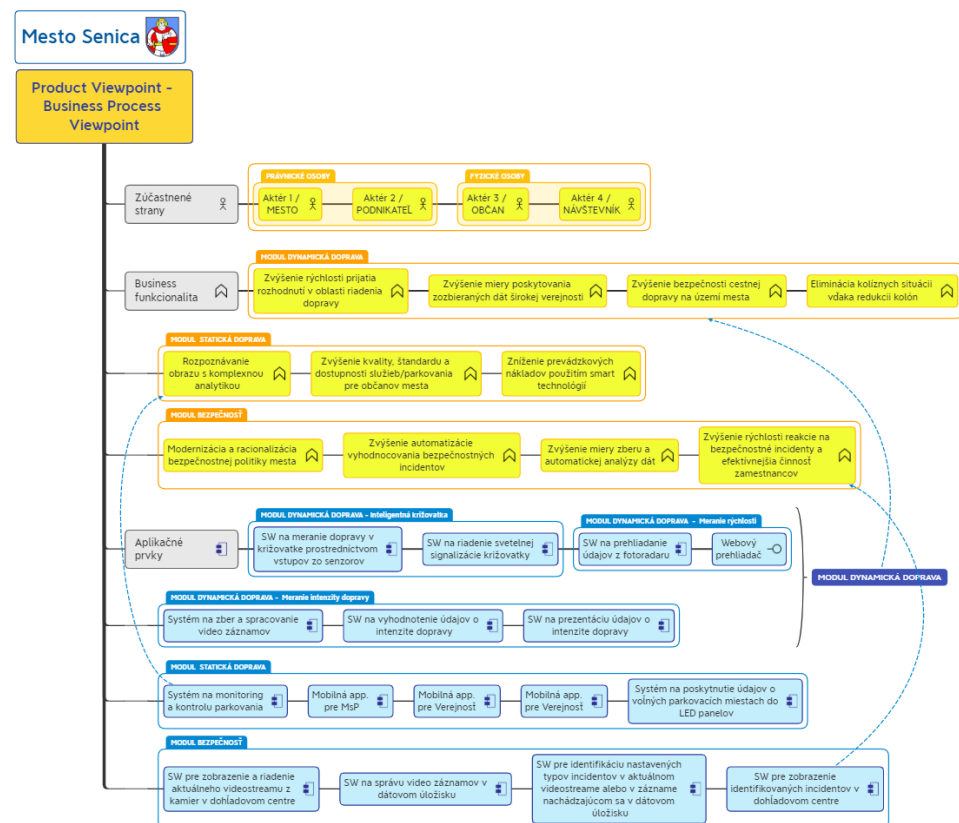 Mesto Senica
Product Viewpoint -
Business Process
Viewpoint
Zúčastnené
strany
PRÁVNICKÉ OSOBY
Aktér 1 /
MESTO
Aktér 2 /
PODNIKATEĽ
FYZICKÉ OSOBY
Aktér 3 /
OBČAN
Aktér 4 /
NÁVŠTEVNÍK
Business
funkcionalita
MODUL DYNAMICKÁ DOPRAVA
Zvýšenie rýchlosti prijatia
rozhodnutí v oblasti riadenia
dopravy
Zvýšenie miery poskytovania
zozbieraných dát širokej verejnosti
Zvýšenie bezpečnosti cestnej
dopravy na území mesta
Eliminácia kolíznych situácií
vďaka redukcii kolón
MODUL STATICKÁ DOPRAVA
Rozpoznávanie
obrazu s komplexnou
analytikou
Zvýšenie kvality, štandardu a
dostupnosti služieb/parkovania
pre občanov mesta
Zníženie prevádzkových
nákladov použitím smart
technológií
MODUL BEZPEČNOSŤ
Modernizácia a racionalizácia
bezpečnostnej politiky mesta
Zvýšenie automatizácie
vyhodnocovania bezpečnostných
incidentov
Zvýšenie miery zberu a
automatickej analýzy dát
Zvýšenie rýchlosti reakcie na
bezpečnostné incidenty a
efektívnejšia činnosť
zamestnancov
Aplikačné
prvky
MODUL DYNAMICKÁ DOPRAVA - Inteligentná križovatka
SW na meranie dopravy v
križovatke prostredníctvom
vstupov zo senzorov
SW na riadenie svetelnej
signalizácie križovatky
MODUL DYNAMICKÁ DOPRAVA - Meranie rýchlosti
SW na prehliadanie
údajov z fotoradaru
Webový
prehliadač
MODUL DYNAMICKÁ DOPRAVA
MODUL DYNAMICKÁ DOPRAVA - Meranie intenzity dopravy
Systém na zber a spracovanie
video záznamov
SW na vyhodnotenie údajov o
intenzite dopravy
SW na prezentáciu údajov o
intenzite dopravy
MODUL STATICKÁ DOPRAVA
Systém na monitoring
a kontrolu parkovania
Mobilná app.
pre MsP
Mobilná app.
pre Verejnosť
Mobilná app.
pre Verejnosť
Systém na poskytnutie údajov o
voľných parkovacích miestach do
LED panelov
MODUL BEZPEČNOSŤ
SW pre zobrazenie a riadenie
aktuálneho videostreamu z
kamier v dohľadovom centre
SW na správu video záznamov v
dátovom úložisku
SW pre identifikáciu nastavených
typov incidentov v aktuálnom
videostreame alebo v zázname
nachádzajúcom sa v dátovom
úložisku
SW pre zobrazenie
identifikovaných incidentov v
dohľadovom centre